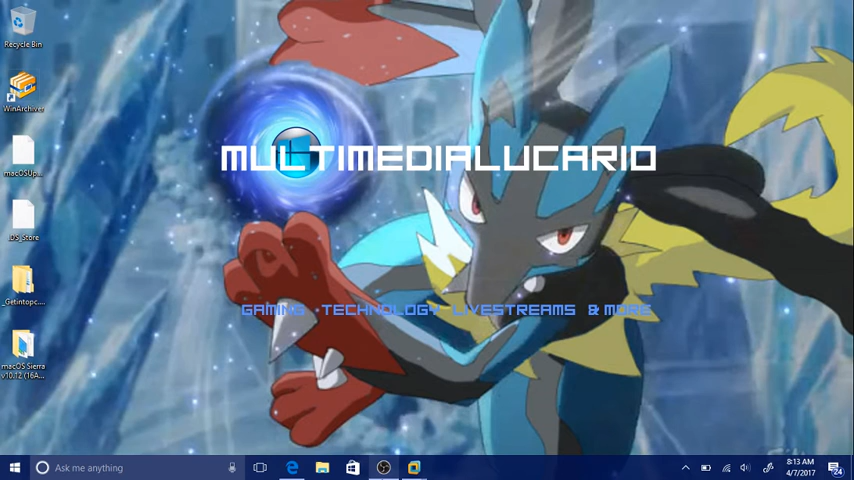 Recycle Bin
WinArchiver
macOSUp...
.DS_Store
_Getintopc....
macOS Sierra
v10.12 (16A...
MULTIMEDIALUCARIO
GAMING · TECHNOLOGY · LIVESTREAMS & MORE
Ask me anything
8:13 AM
4/7/2017
24